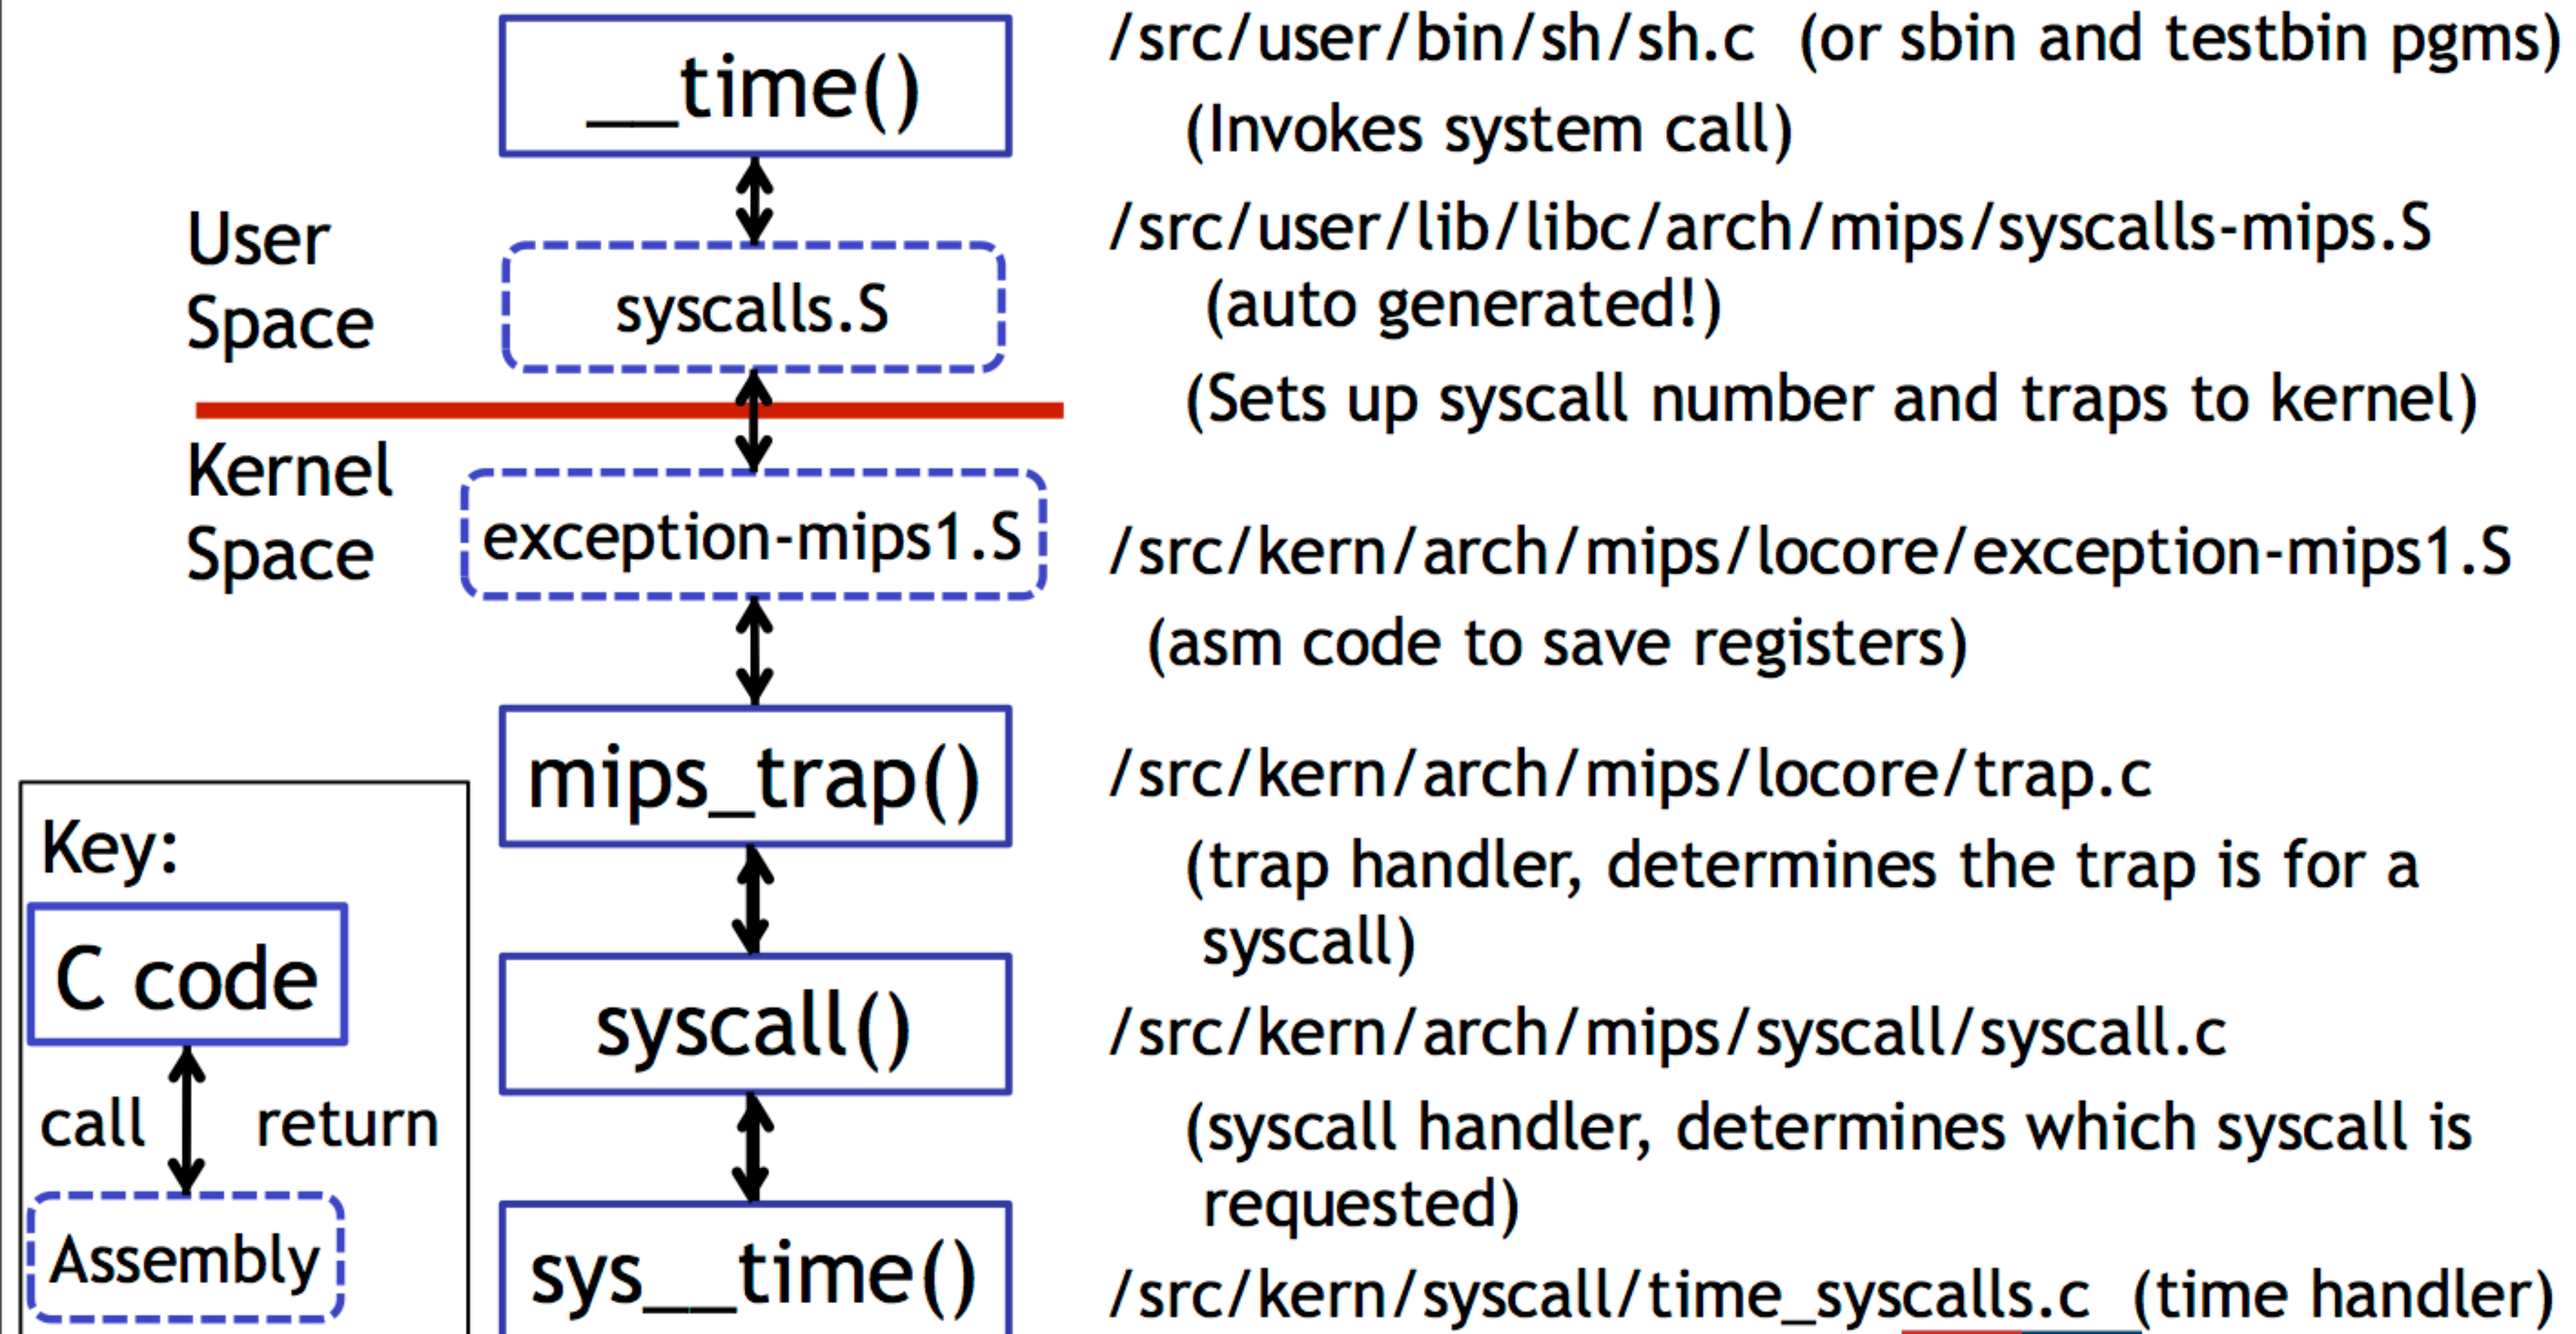 __time()
/src/user/bin/sh/sh.c (or sbin and testbin pgms)
(Invokes system call)
User
Space
syscalls.S
/src/user/lib/libc/arch/mips/syscalls-mips.S
(auto generated!)
(Sets up syscall number and traps to kernel)
Kernel
Space
exception-mips1.S
/src/kern/arch/mips/locore/exception-mips1.S
(asm code to save registers)
mips_trap()
/src/kern/arch/mips/locore/trap.c
(trap handler, determines the trap is for a
syscall)
syscall()
/src/kern/arch/mips/syscall/syscall.c
(syscall handler, determines which syscall is
requested)
sys__time()
/src/kern/syscall/time_syscalls.c (time handler)
Key:
C code
call return
Assembly